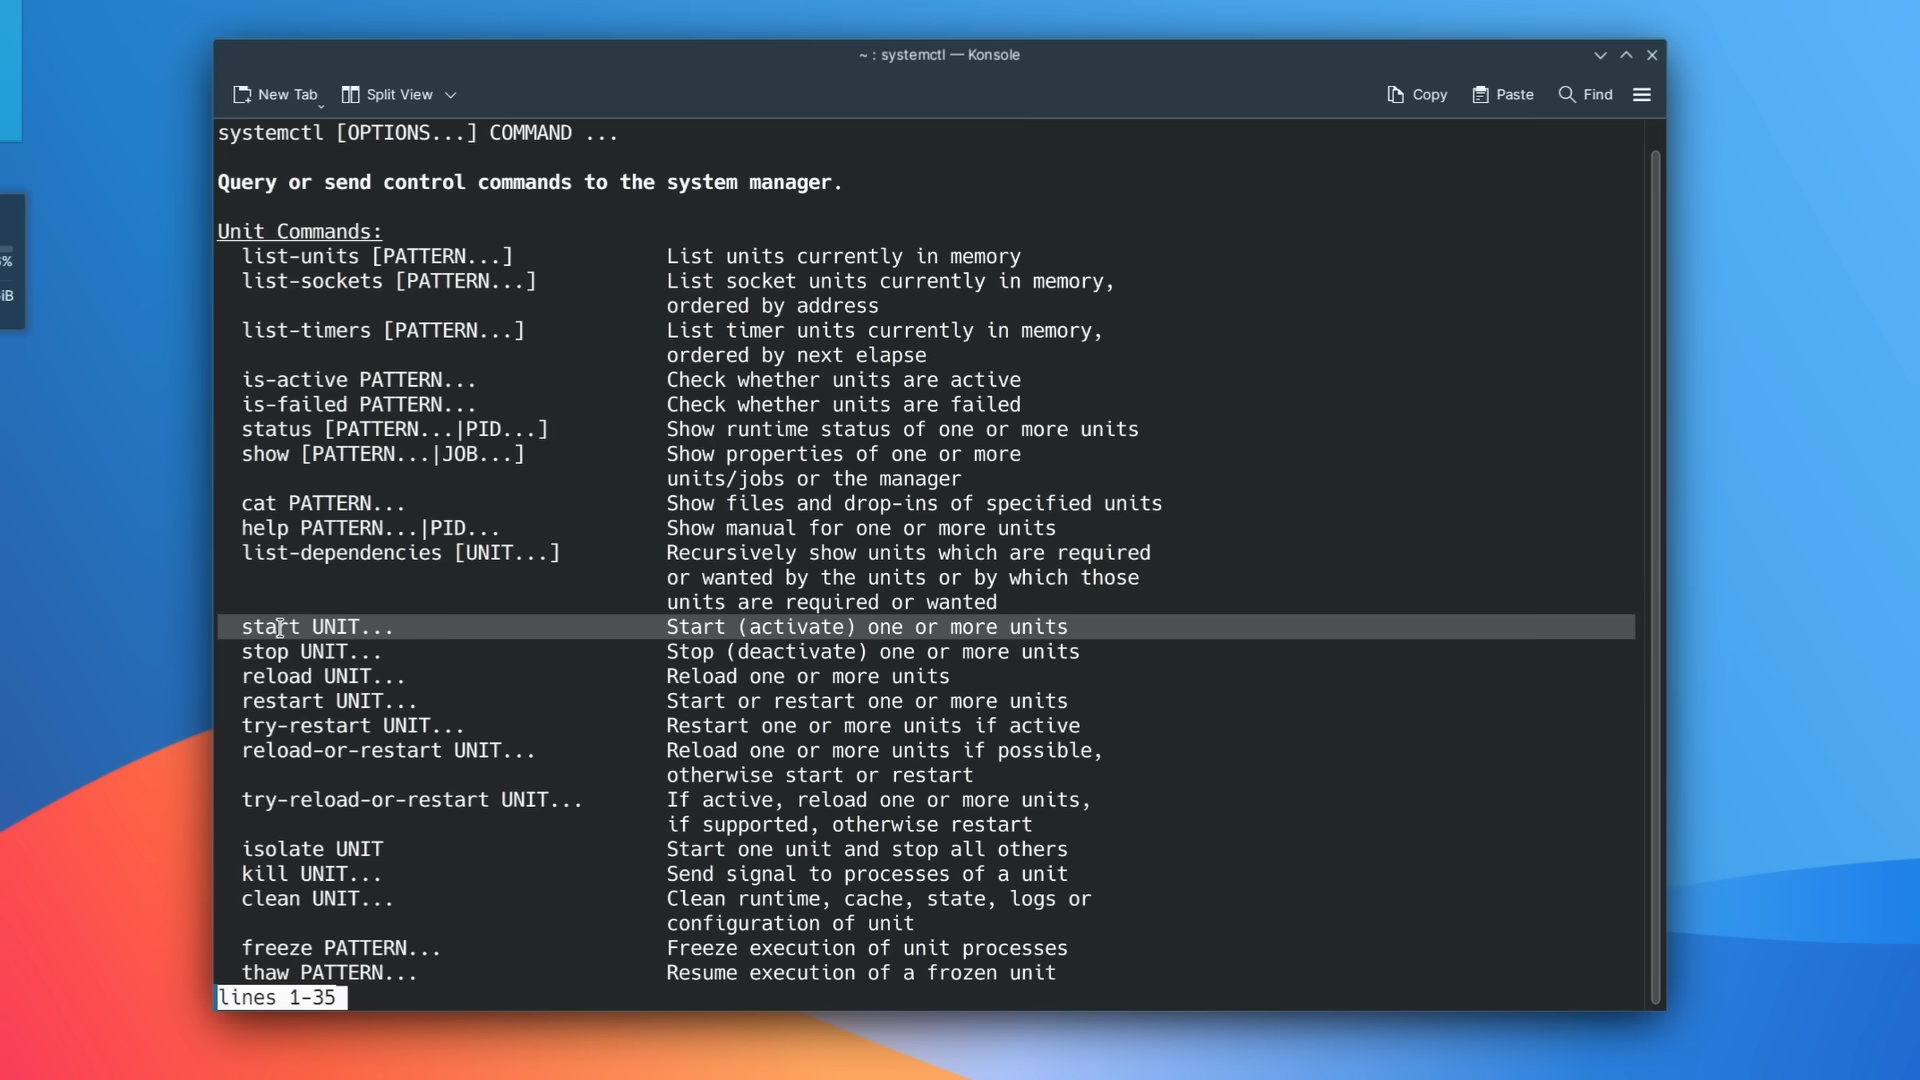 ~ : systemctl — Konsole
New Tab
Split View
Copy
Paste
Find
systemctl [OPTIONS...] COMMAND ...
Query or send control commands to the system manager.
Unit Commands:
list-units [PATTERN...] List units currently in memory
list-sockets [PATTERN...] List socket units currently in memory,
ordered by address
list-timers [PATTERN...] List timer units currently in memory,
ordered by next elapse
is-active PATTERN... Check whether units are active
is-failed PATTERN... Check whether units are failed
status [PATTERN...|PID...] Show runtime status of one or more units
show [PATTERN...|JOB...] Show properties of one or more
units/jobs or the manager
cat PATTERN... Show files and drop-ins of specified units
help PATTERN...|PID... Show manual for one or more units
list-dependencies [UNIT...] Recursively show units which are required
or wanted by the units or by which those
units are required or wanted
start UNIT... Start (activate) one or more units
stop UNIT... Stop (deactivate) one or more units
reload UNIT... Reload one or more units
restart UNIT... Start or restart one or more units
try-restart UNIT... Restart one or more units if active
reload-or-restart UNIT... Reload one or more units if possible,
otherwise start or restart
try-reload-or-restart UNIT... If active, reload one or more units,
if supported, otherwise restart
isolate UNIT Start one unit and stop all others
kill UNIT... Send signal to processes of a unit
clean UNIT... Clean runtime, cache, state, logs or
configuration of unit
freeze PATTERN... Freeze execution of unit processes
thaw PATTERN... Resume execution of a frozen unit
lines 1-35